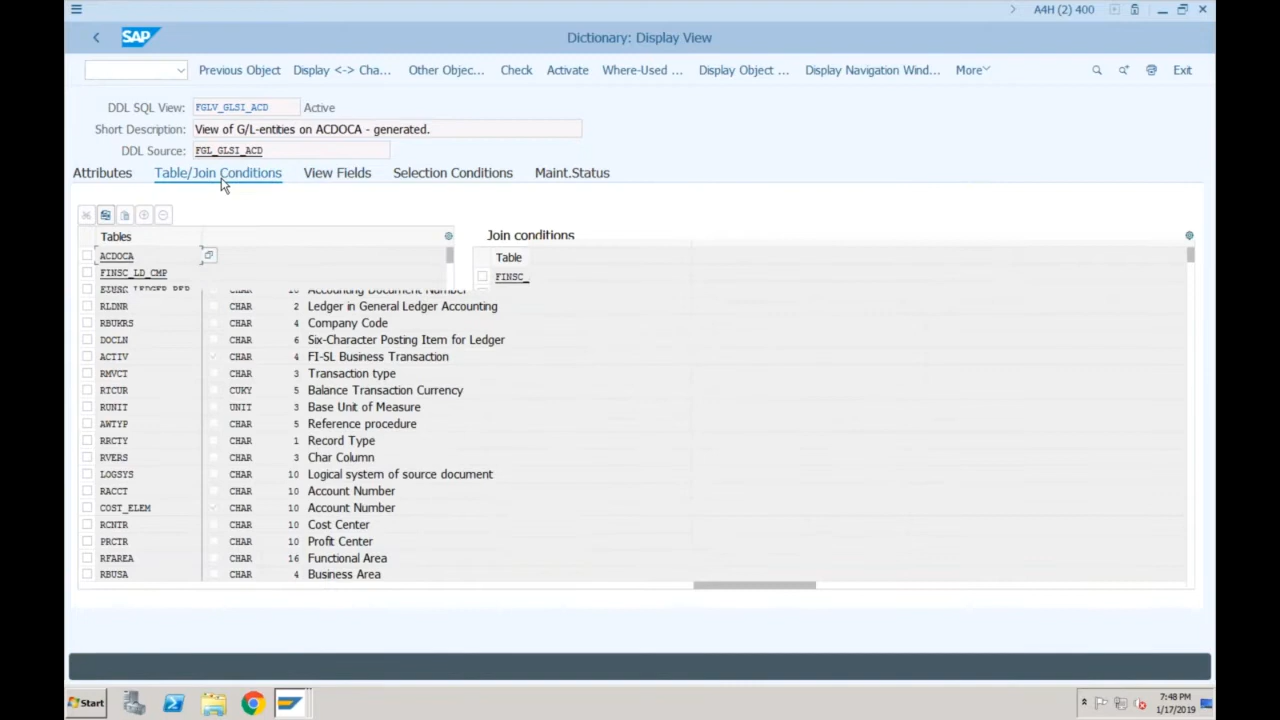 A4H (2) 400
SAP
Dictionary: Display View
Previous Object Display <-> Cha... Other Objec... Check Activate Where-Used ... Display Object ... Display Navigation Wind... More Exit
DDL SQL View: FGLV_GLSI_ACD Active
Short Description: View of G/L-entities on ACDOCA - generated.
DDL Source: FGL_GLSI_ACD
Attributes Table/Join Conditions View Fields Selection Conditions Maint.Status
Tables
Join conditions
ACDOCA
Table
FINSC_LD_CMP
FINSC_
FINSC_LEDGER_REP
Accounting Document Number
RLDNR CHAR 2 Ledger in General Ledger Accounting
RBUKRS CHAR 4 Company Code
DOCLN CHAR 6 Six-Character Posting Item for Ledger
ACTIV CHAR 4 FI-SL Business Transaction
RMVCT CHAR 3 Transaction type
RTCUR CUKY 5 Balance Transaction Currency
RUNIT UNIT 3 Base Unit of Measure
AWTYP CHAR 5 Reference procedure
RRCTY CHAR 1 Record Type
RVERS CHAR 3 Char Column
LOGSYS CHAR 10 Logical system of source document
RACCT CHAR 10 Account Number
COST_ELEM CHAR 10 Account Number
RCNTR CHAR 10 Cost Center
PRCTR CHAR 10 Profit Center
RFAREA CHAR 16 Functional Area
RBUSA CHAR 4 Business Area
Start
7:48 PM
1/17/2019